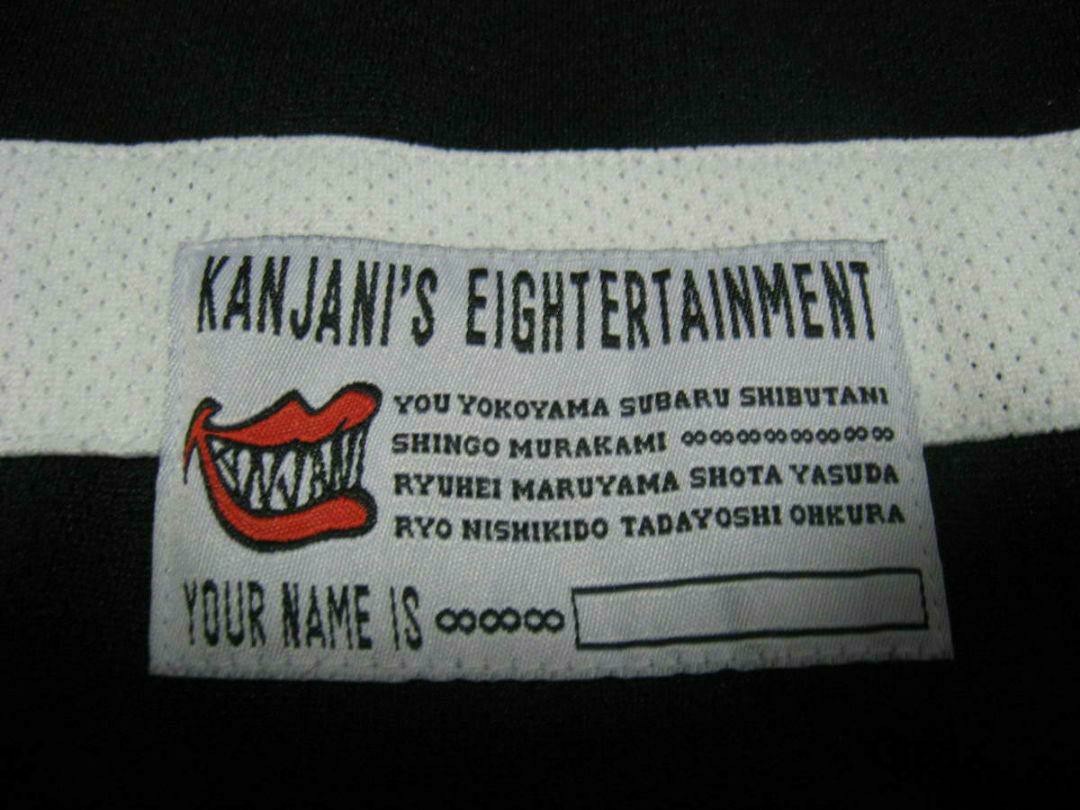 KANJANI'S EIGHTERTAINMENT
YOU YOKOYAMA SUBARU SHIBUTANI
SHINGO MURAKAMI ∞∞∞∞∞∞∞∞
RYUHEI MARUYAMA SHOTA YASUDA
RYO NISHIKIDO TADAYOSHI OHKURA
KANJANI
YOUR NAME IS ∞∞∞